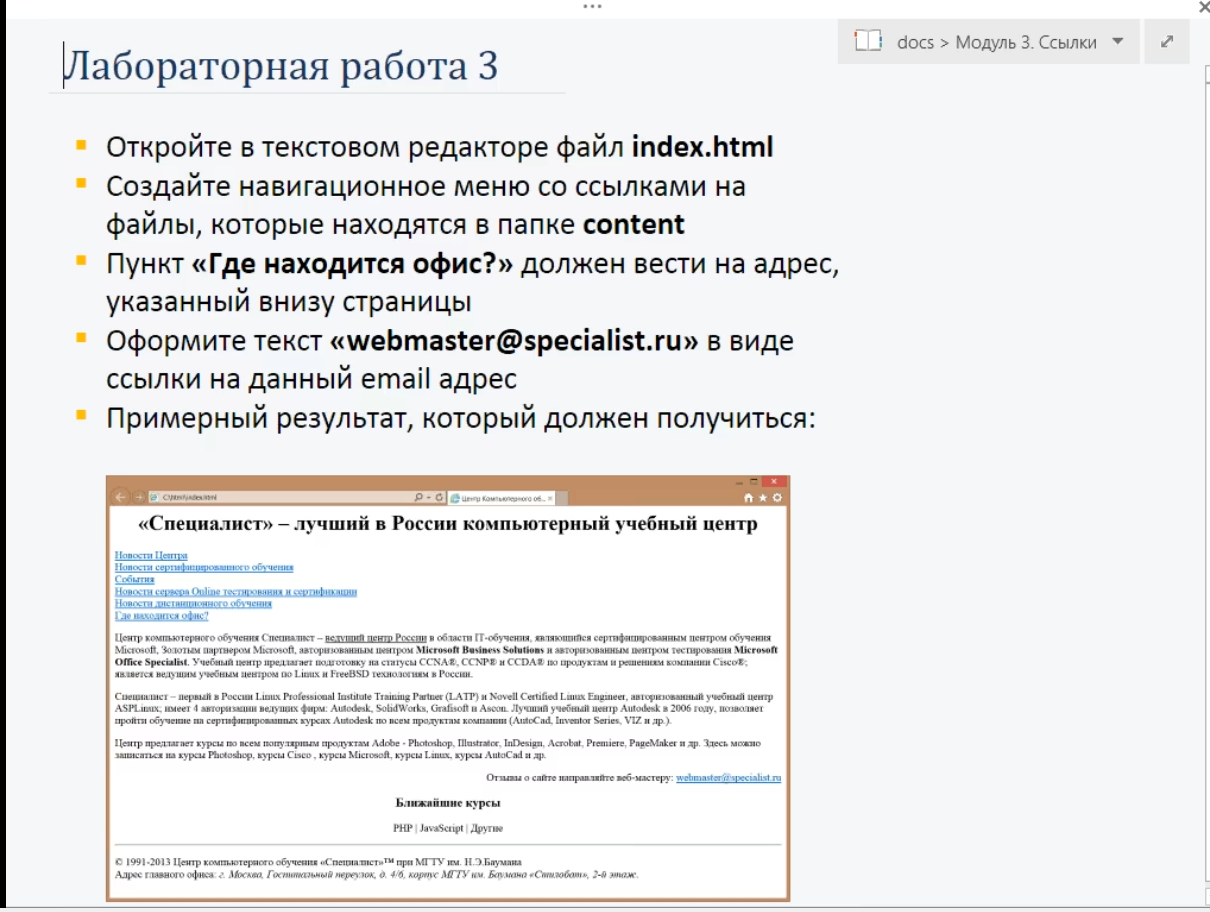 docs > Модуль 3. Ссылки
Лабораторная работа 3
Откройте в текстовом редакторе файл index.html
Создайте навигационное меню со ссылками на
файлы, которые находятся в папке content
Пункт «Где находится офис?» должен вести на адрес,
указанный внизу страницы
Оформите текст «webmaster@specialist.ru» в виде
ссылки на данный email адрес
Примерный результат, который должен получиться:
C:\html\index.html
Центр Компьютерного об...
«Специалист» – лучший в России компьютерный учебный центр
Новости Центра
Новости сертифицированного обучения
События
Новости сервера Online тестирования и сертификации
Новости дистанционного обучения
Где находится офис?
Центр компьютерного обучения Специалист – ведущий центр России в области IT-обучения, являющийся сертифицированным центром обучения
Microsoft, Золотым партнером Microsoft, авторизованным центром Microsoft Business Solutions и авторизованным центром тестирования Microsoft
Office Specialist. Учебный центр предлагает подготовку на статусы CCNA®, CCNP® и CCDA® по продуктам и решениям компании Cisco®;
является ведущим учебным центром по Linux и FreeBSD технологиям в России.
Специалист – первый в России Linux Professional Institute Training Partner (LATP) и Novell Certified Linux Engineer, авторизованный учебный центр
ASPLinux; имеет 4 авторизации ведущих фирм: Autodesk, SolidWorks, Grafisoft и Ascon. Лучший учебный центр Autodesk в 2006 году, позволяет
пройти обучение на сертифицированных курсах Autodesk по всем продуктам компании (AutoCad, Inventor Series, VIZ и др.).
Центр предлагает курсы по всем популярным продуктам Adobe - Photoshop, Illustrator, InDesign, Acrobat, Premiere, PageMaker и др. Здесь можно
записаться на курсы Photoshop, курсы Cisco , курсы Microsoft, курсы Linux, курсы AutoCad и др.
Отзывы о сайте направляйте веб-мастеру: webmaster@specialist.ru
Ближайшие курсы
PHP | JavaScript | Другие
© 1991-2013 Центр компьютерного обучения «Специалист»™ при МГТУ им. Н.Э.Баумана
Адрес главного офиса: г. Москва, Госпитальный переулок, д. 4/6, корпус МГТУ им. Баумана «Стилобат», 2-й этаж.